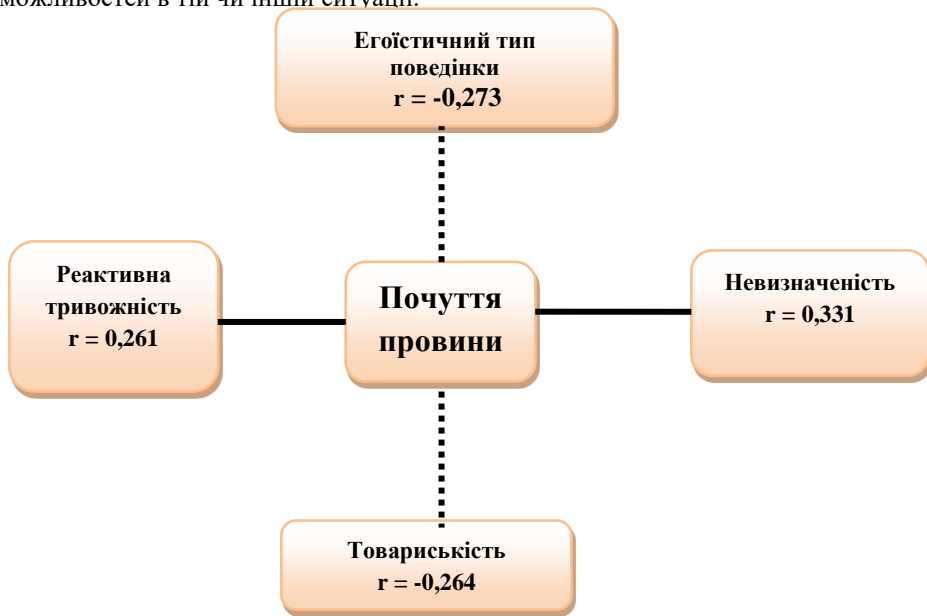 можливостей в тій чи іншій ситуації.
Егоїстичний тип
поведінки
r = -0,273
Реактивна
тривожність
r = 0,261
Почуття
провини
Невизначеність
r = 0,331
Товариськість
r = -0,264